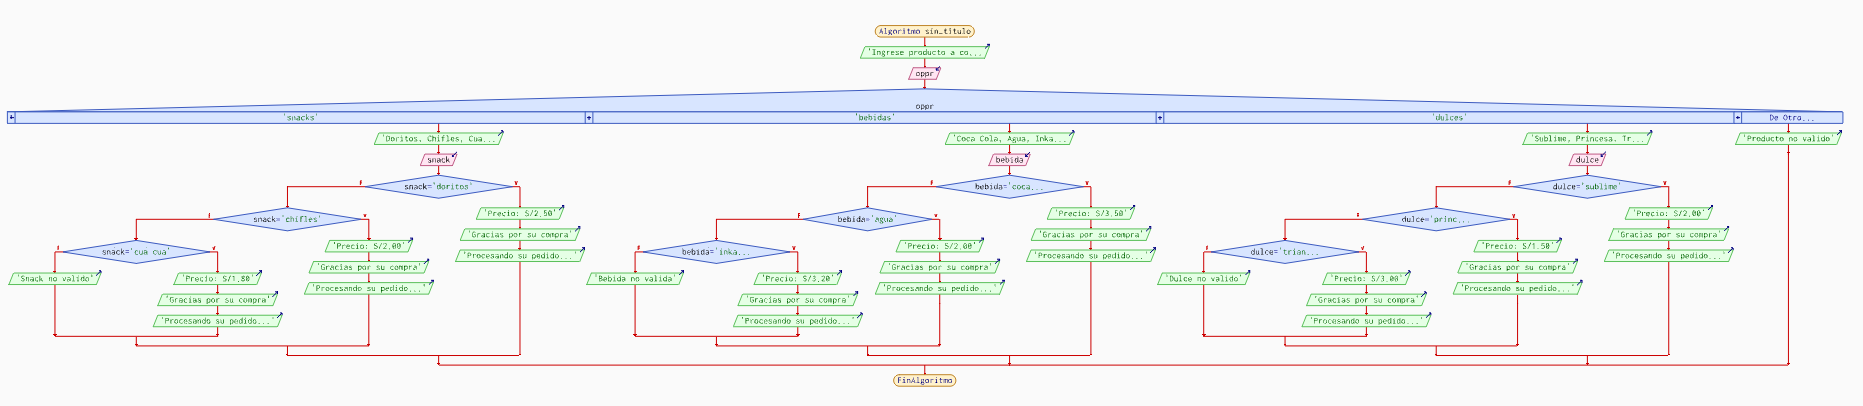 Algoritmo sin_titulo
'Ingrese producto a co...
oppr
oppr
'snacks' 'bebidas' 'dulces' De Otro...
'Doritos, Chifles, Cua... 'Coca Cola, Agua, Inka... 'Sublime, Princesa, Tr... 'Producto no valido'
snack bebida dulce
F snack='doritos' V F bebida='coca... V F dulce='sublime' V
'Precio: S/2,50' 'Precio: S/3,50' 'Precio: S/2,00'
F snack='chifles' V F bebida='agua' V F dulce='princ... V
'Gracias por su compra' 'Gracias por su compra' 'Gracias por su compra'
'Precio: S/2,00' 'Precio: S/2,00' 'Precio: S/1.50'
F snack='cua cua' V 'Procesando su pedido...' F bebida='inka... V 'Procesando su pedido...' F dulce='trian... V 'Procesando su pedido...'
'Gracias por su compra' 'Gracias por su compra' 'Gracias por su compra'
'Snack no valido' 'Precio: S/1,80' 'Bebida no valida' 'Precio: S/3,20' 'Dulce no valido' 'Precio: S/3,00'
'Procesando su pedido...' 'Procesando su pedido...' 'Procesando su pedido...'
'Gracias por su compra' 'Gracias por su compra' 'Gracias por su compra'
'Procesando su pedido...' 'Procesando su pedido...' 'Procesando su pedido...'
FinAlgoritmo